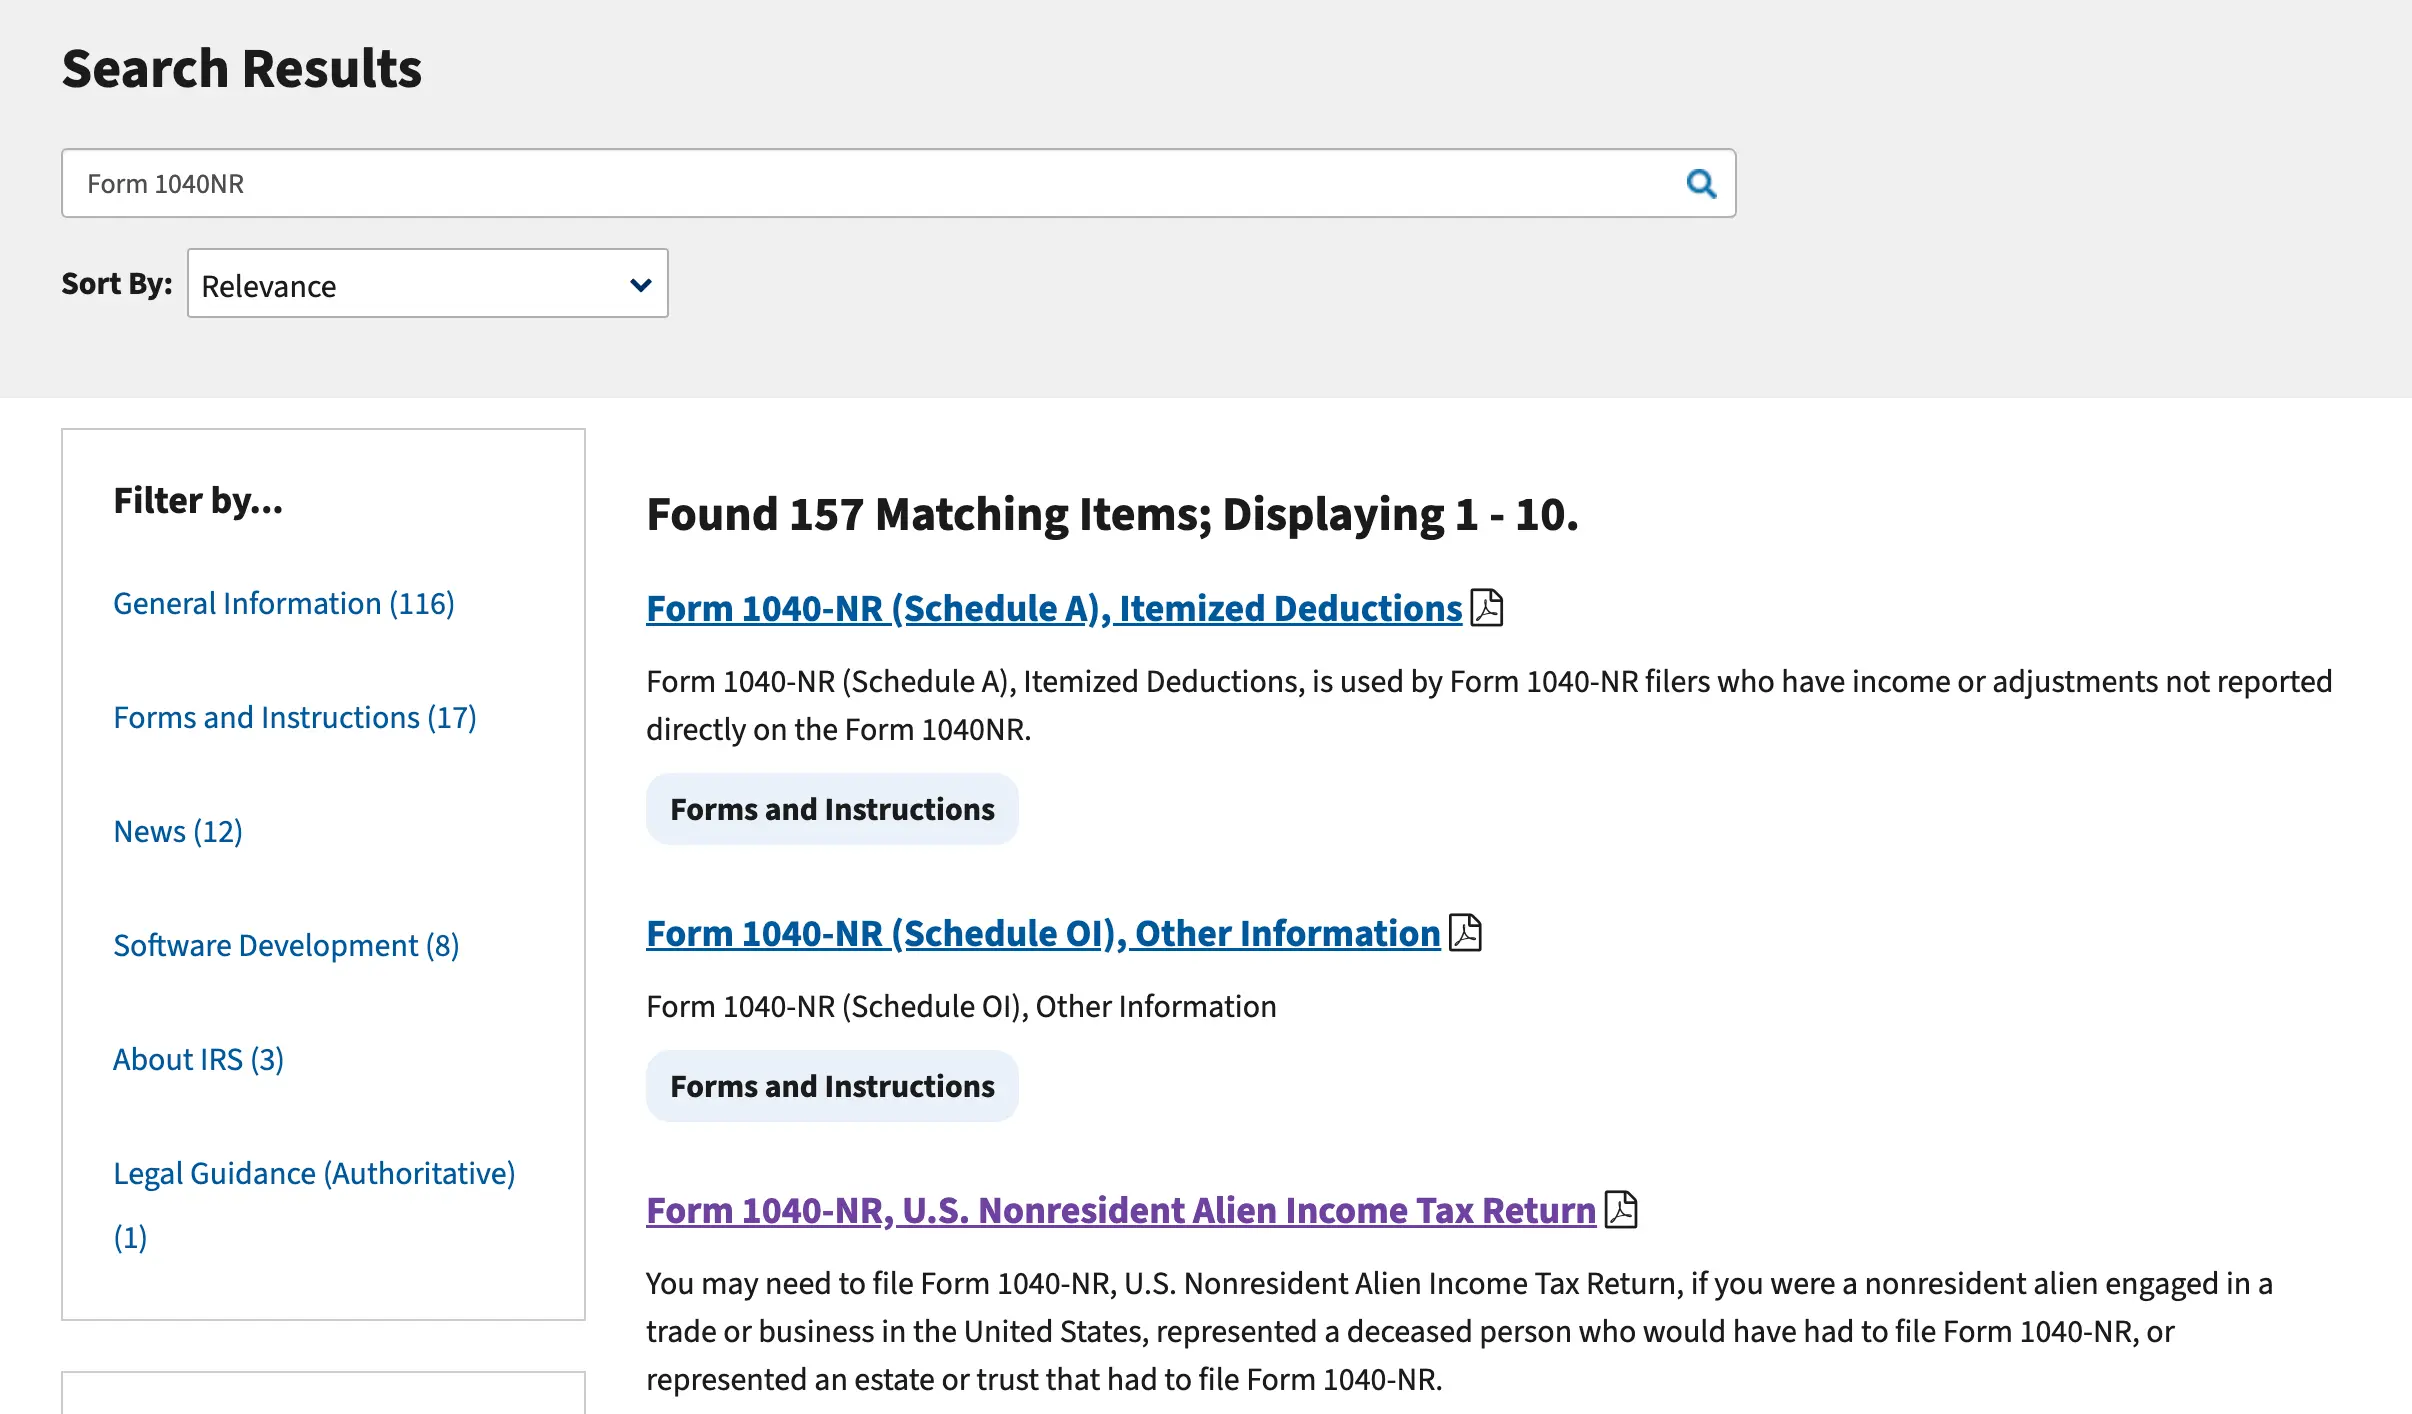 Search Results
Form 1040NR
Sort By: Relevance
Filter by...
General Information (116)
Forms and Instructions (17)
News (12)
Software Development (8)
About IRS (3)
Legal Guidance (Authoritative)
(1)
Found 157 Matching Items; Displaying 1 - 10.
Form 1040-NR (Schedule A), Itemized Deductions
Form 1040-NR (Schedule A), Itemized Deductions, is used by Form 1040-NR filers who have income or adjustments not reported
directly on the Form 1040NR.
Forms and Instructions
Form 1040-NR (Schedule OI), Other Information
Form 1040-NR (Schedule OI), Other Information
Forms and Instructions
Form 1040-NR, U.S. Nonresident Alien Income Tax Return
You may need to file Form 1040-NR, U.S. Nonresident Alien Income Tax Return, if you were a nonresident alien engaged in a
trade or business in the United States, represented a deceased person who would have had to file Form 1040-NR, or
represented an estate or trust that had to file Form 1040-NR.